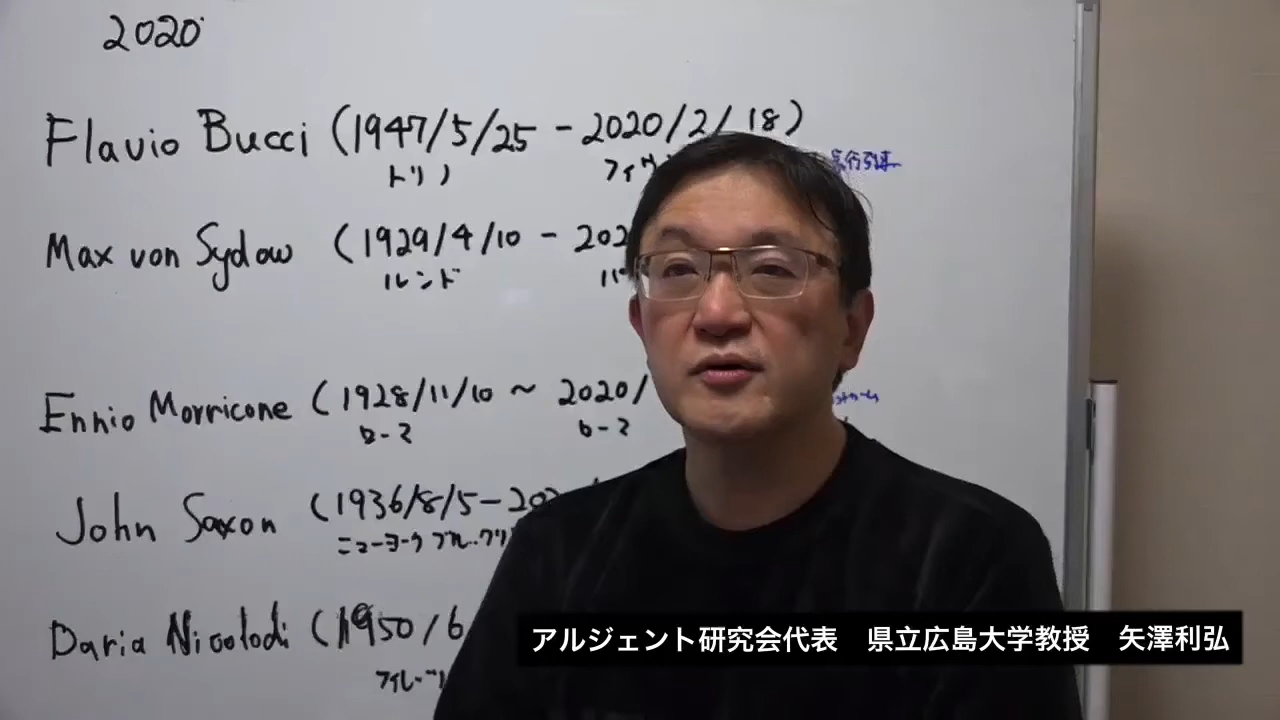 2020
Flavio Bucci (1947/5/25 - 2020/2/18)
トリノ
Max von Sydow (1929/4/10 - 202
ルンド
Ennio Morricone (1928/11/10 ~ 2020/
ローマ ローマ
John Saxon (1936/8/5 - 202
ニューヨーク ブルックリン
Daria Nicolodi (1950/6
アルジェント研究会代表 県立広島大学教授 矢澤利弘